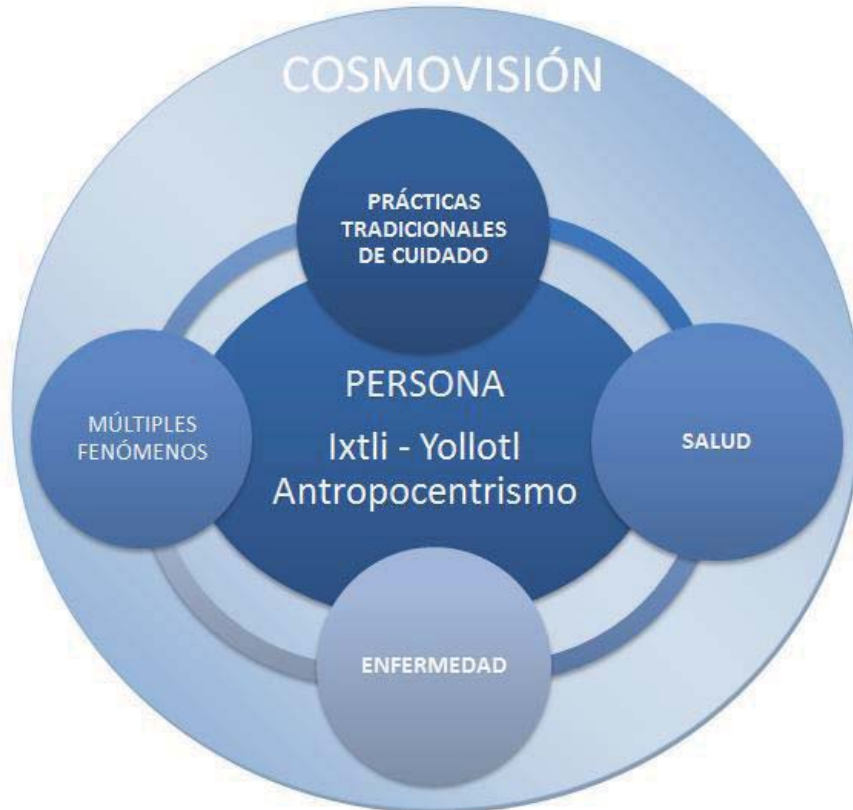 COSMOVISIÓN
PRÁCTICAS
TRADICIONALES
DE CUIDADO
PERSONA
Ixtli - Yollotl
Antropocentrismo
MÚLTIPLES
FENÓMENOS
SALUD
ENFERMEDAD